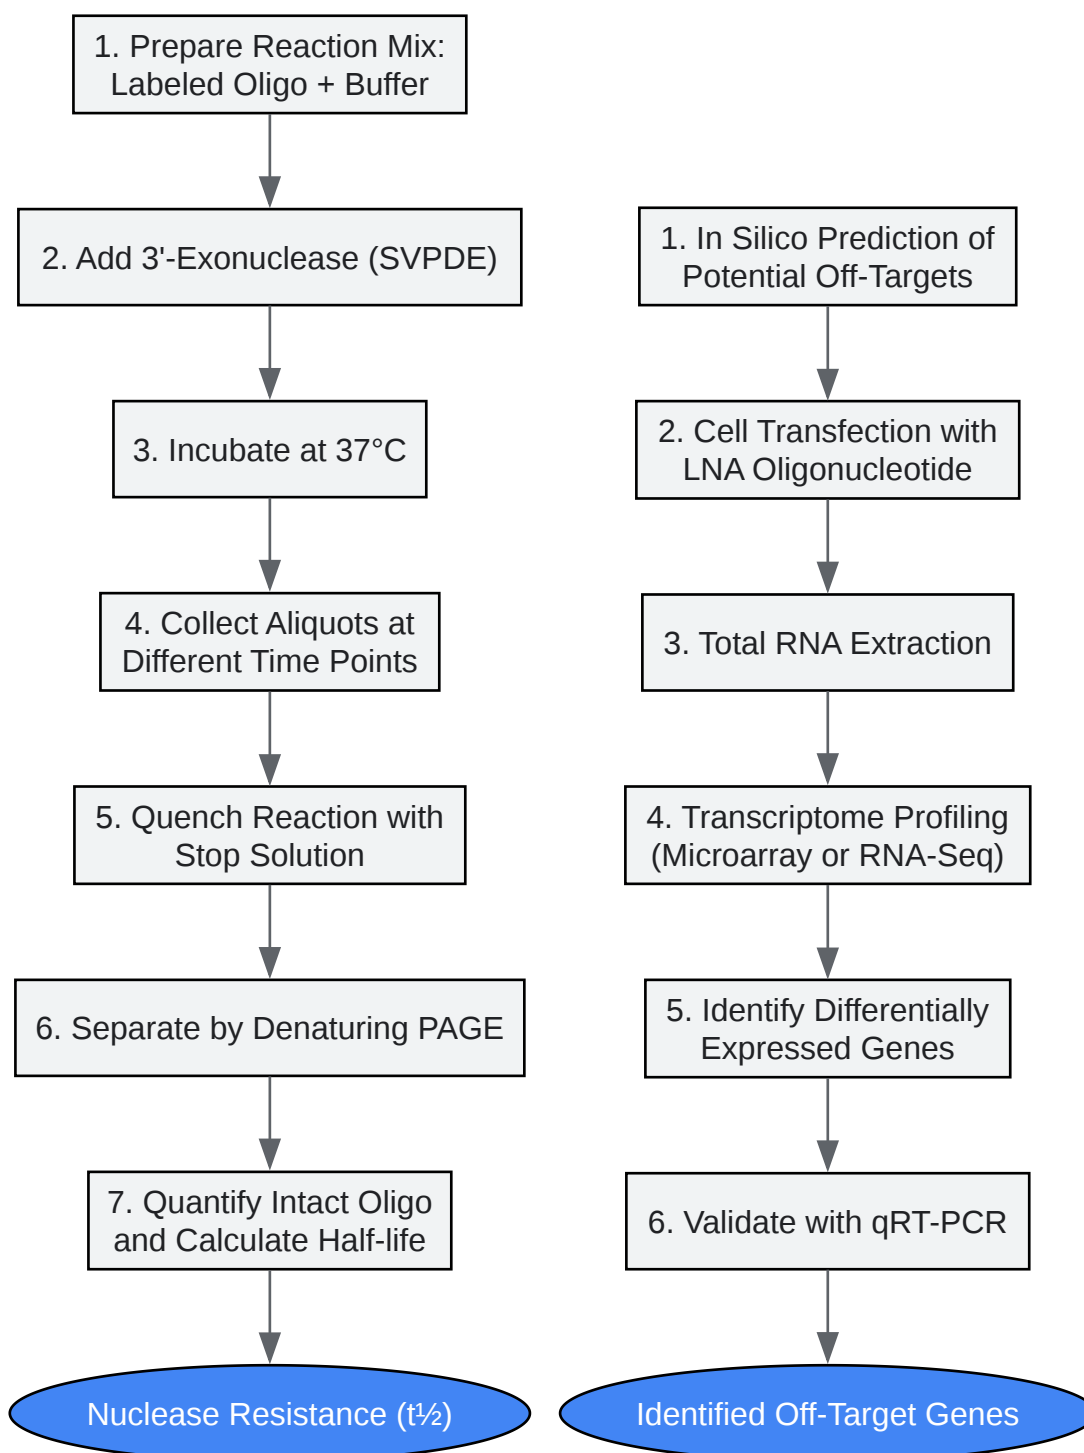 1. Prepare Reaction Mix:
Labeled Oligo + Buffer
2. Add 3'-Exonuclease (SVPDE)
3. Incubate at 37°C
4. Collect Aliquots at
Different Time Points
5. Quench Reaction with
Stop Solution
6. Separate by Denaturing PAGE
7. Quantify Intact Oligo
and Calculate Half-life
Nuclease Resistance (t½)
1. In Silico Prediction of
Potential Off-Targets
2. Cell Transfection with
LNA Oligonucleotide
3. Total RNA Extraction
4. Transcriptome Profiling
(Microarray or RNA-Seq)
5. Identify Differentially
Expressed Genes
6. Validate with qRT-PCR
Identified Off-Target Genes